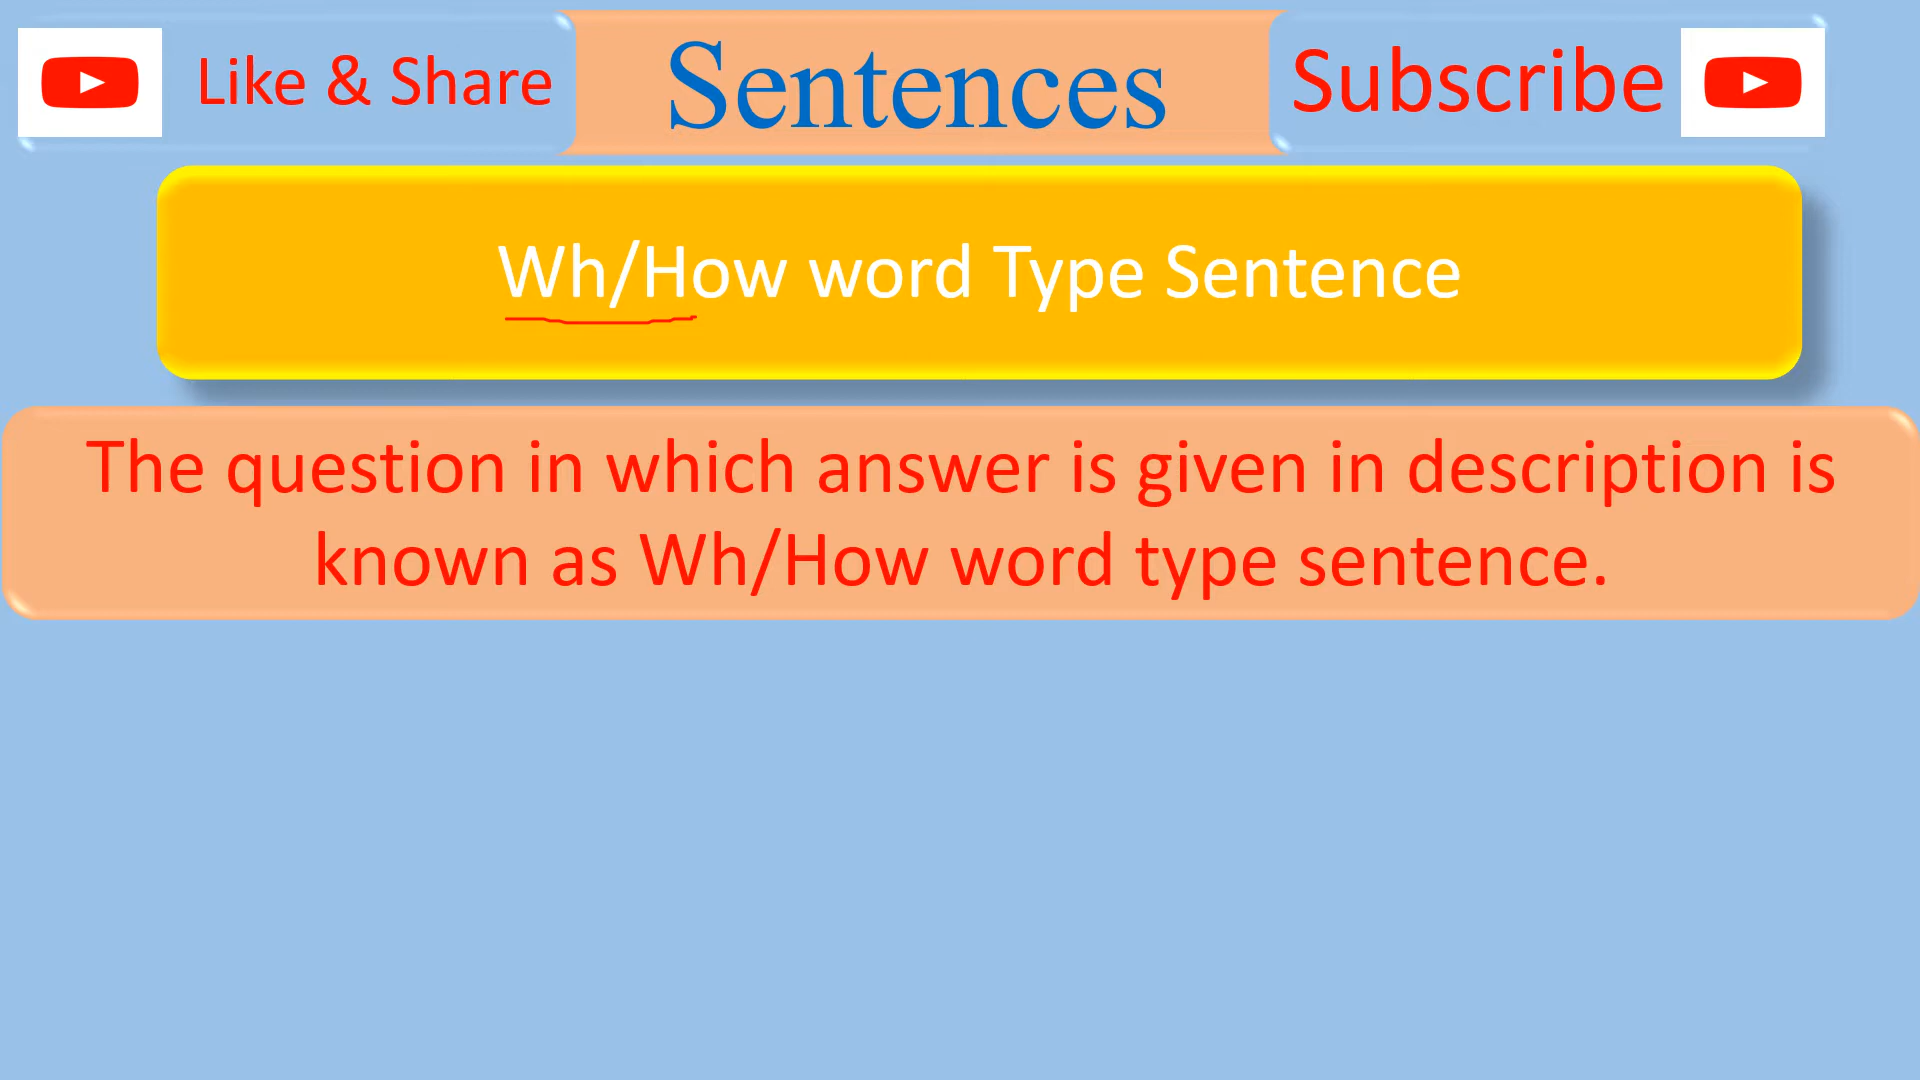 Like & Share
Sentences
Subscribe
Wh/How word Type Sentence
The question in which answer is given in description is
known as Wh/How word type sentence.